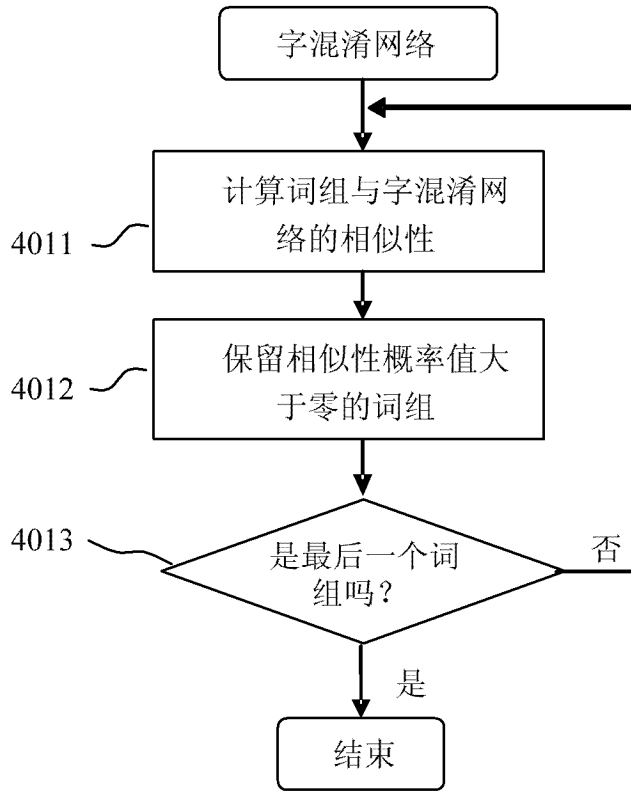 字混淆网络
计算词组与字混淆网
络的相似性
4011
保留相似性概率值大
于零的词组
4012
4013
是最后一个词
组吗?
否
是
结束